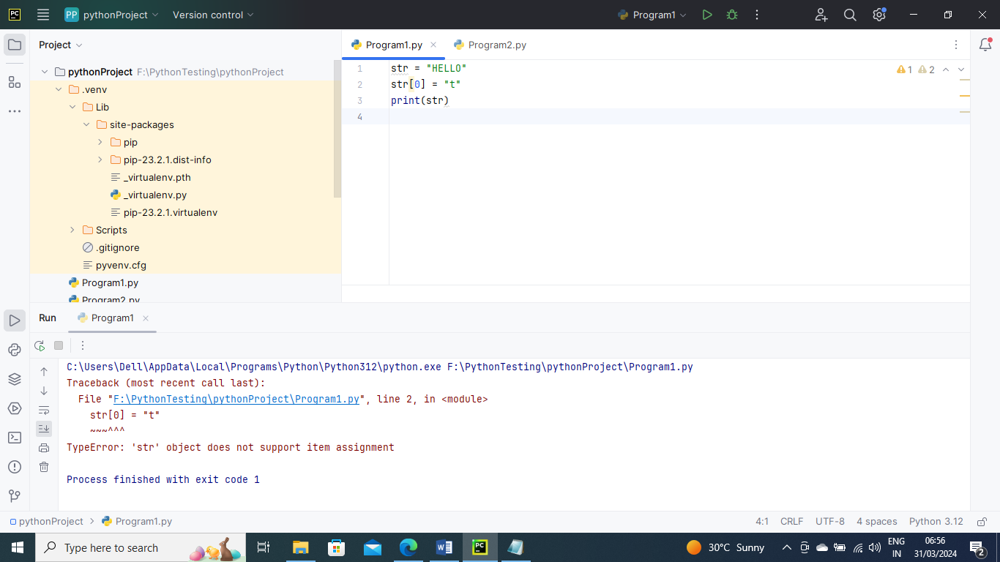 PC PP pythonProject Version control Program1
Project
Program1.py Program2.py
pythonProject F:\PythonTesting\pythonProject
.venv
Lib
site-packages
pip
pip-23.2.1.dist-info
_virtualenv.pth
_virtualenv.py
pip-23.2.1.virtualenv
Scripts
.gitignore
pyvenv.cfg
Program1.py
Program2.py
1 str = "HELLO" 1 2
2 str[0] = "t"
3 print(str)
4
Run Program1
C:\Users\Dell\AppData\Local\Programs\Python\Python312\python.exe F:\PythonTesting\pythonProject\Program1.py
Traceback (most recent call last):
File "F:\PythonTesting\pythonProject\Program1.py", line 2, in <module>
str[0] = "t"
~~~^^^
TypeError: 'str' object does not support item assignment
Process finished with exit code 1
pythonProject > Program1.py 4:1 CRLF UTF-8 4 spaces Python 3.12
Type here to search
W
PC
30°C Sunny
ENG
IN
06:56
31/03/2024
2